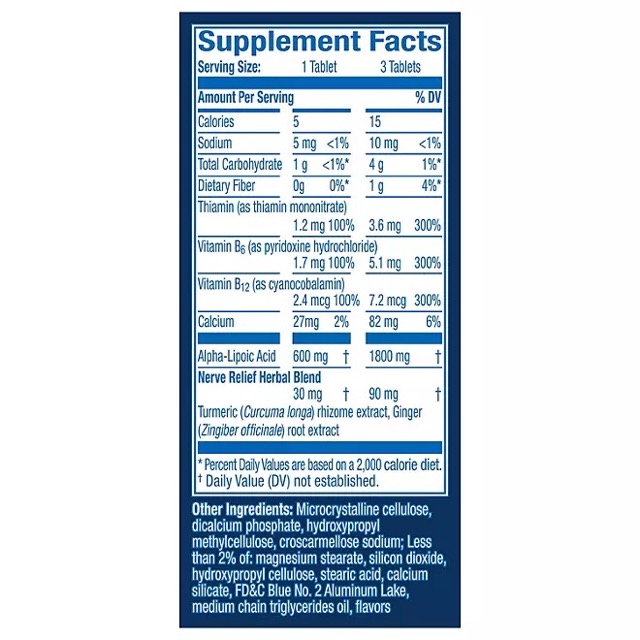 Supplement Facts
Serving Size: 1 Tablet 3 Tablets
Amount Per Serving % DV
Calories 5 15
Sodium 5 mg <1% 10 mg <1%
Total Carbohydrate 1 g <1%* 4 g 1%*
Dietary Fiber 0g 0%* 1 g 4%*
Thiamin (as thiamin mononitrate)
1.2 mg 100% 3.6 mg 300%
Vitamin B6 (as pyridoxine hydrochloride)
1.7 mg 100% 5.1 mg 300%
Vitamin B12 (as cyanocobalamin)
2.4 mcg 100% 7.2 mcg 300%
Calcium 27mg 2% 82 mg 6%
Alpha-Lipoic Acid 600 mg † 1800 mg †
Nerve Relief Herbal Blend
30 mg † 90 mg †
Turmeric (Curcuma longa) rhizome extract, Ginger
(Zingiber officinale) root extract
* Percent Daily Values are based on a 2,000 calorie diet.
† Daily Value (DV) not established.
Other Ingredients: Microcrystalline cellulose,
dicalcium phosphate, hydroxypropyl
methylcellulose, croscarmellose sodium; Less
than 2% of: magnesium stearate, silicon dioxide,
hydroxypropyl cellulose, stearic acid, calcium
silicate, FD&C Blue No. 2 Aluminum Lake,
medium chain triglycerides oil, flavors